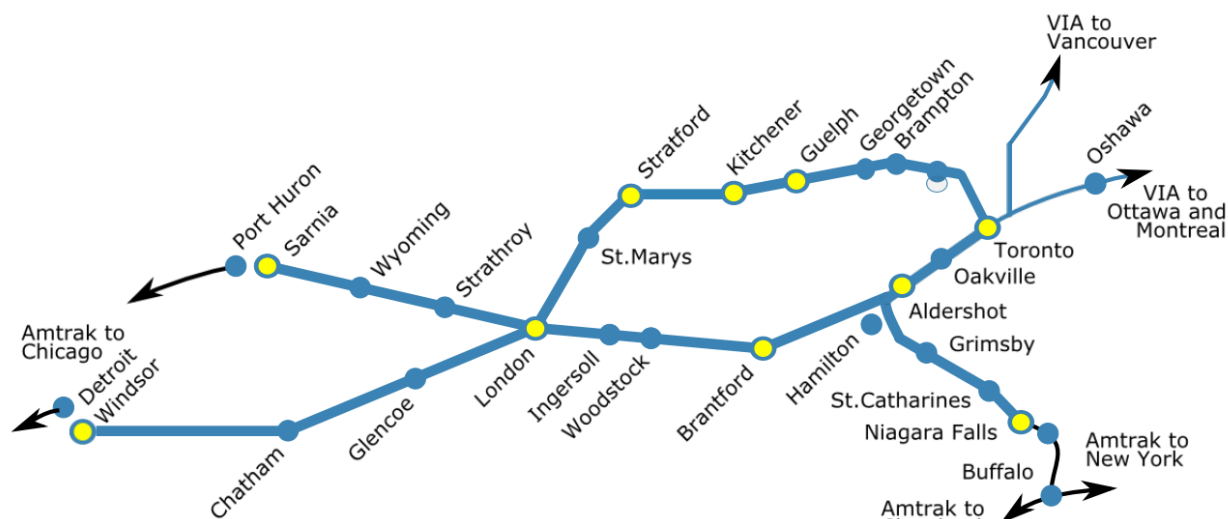 VIA to
Vancouver
Georgetown
Brampton
Oshawa
Guelph
Kitchener
Stratford
VIA to
Ottawa and
Montreal
Port Huron
Sarnia
Wyoming
Strathroy
St.Marys
Toronto
Oakville
Aldershot
Amtrak to
Chicago
Detroit
Windsor
London
Ingersoll
Woodstock
Hamilton
Grimsby
Brantford
Glencoe
Chatham
St.Catharines
Niagara Falls
Amtrak to
New York
Buffalo
Amtrak to